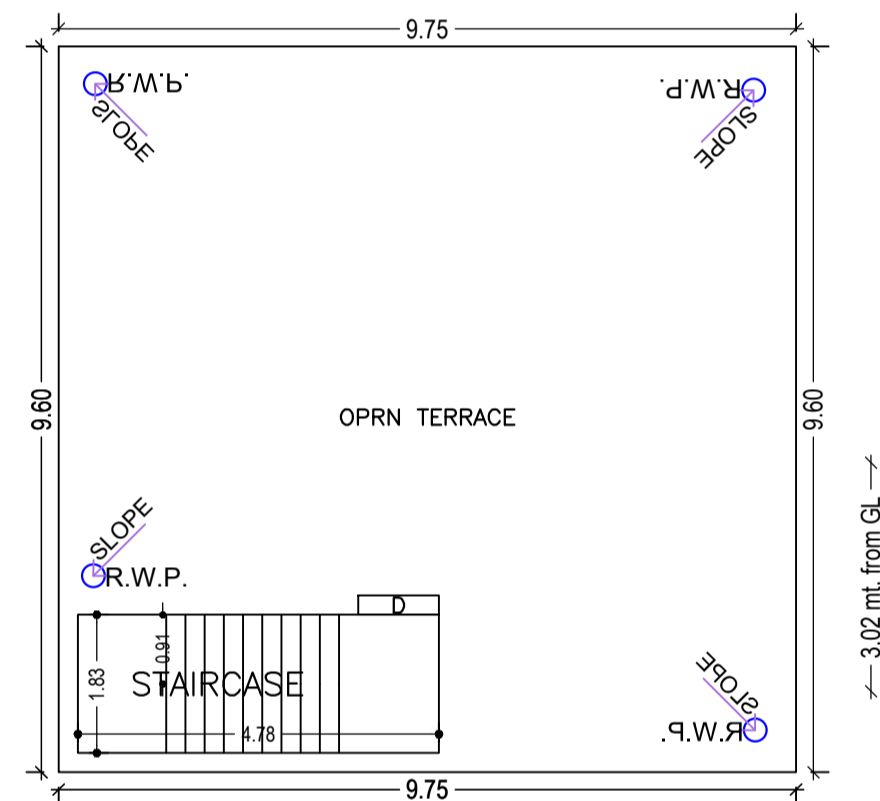 9.75
R.W.P.
R.W.P.
SLOPE
SLOPE
9.60
9.60
OPRN TERRACE
3.02 mt. from GL
SLOPE
R.W.P.
D
0.91
1.83
STAIRCASE
4.78
SLOPE
R.W.P.
9.75